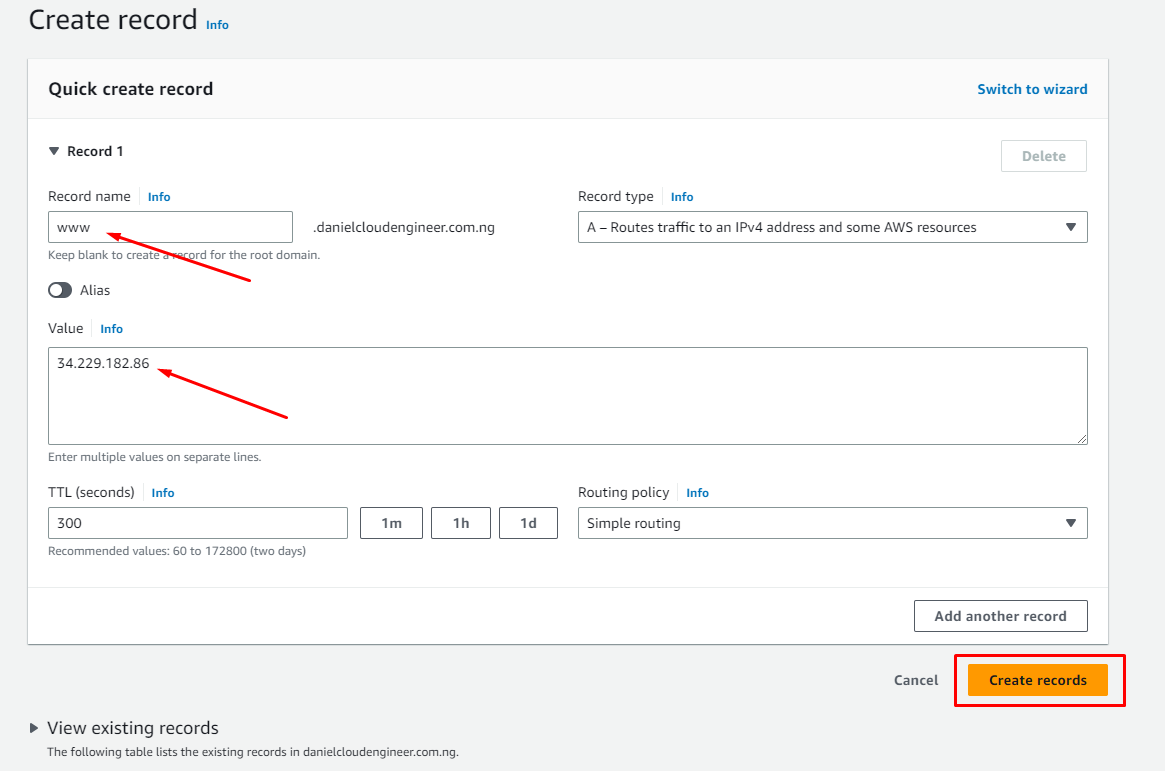 Create record Info
Quick create record
Switch to wizard
Record 1
Delete
Record name Info
Record type Info
www
.danielcloudengineer.com.ng
A – Routes traffic to an IPv4 address and some AWS resources
Keep blank to create a record for the root domain.
Alias
Value Info
34.229.182.86
Enter multiple values on separate lines.
TTL (seconds) Info
Routing policy Info
300
1m
1h
1d
Simple routing
Recommended values: 60 to 172800 (two days)
Add another record
Cancel
Create records
View existing records
The following table lists the existing records in danielcloudengineer.com.ng.